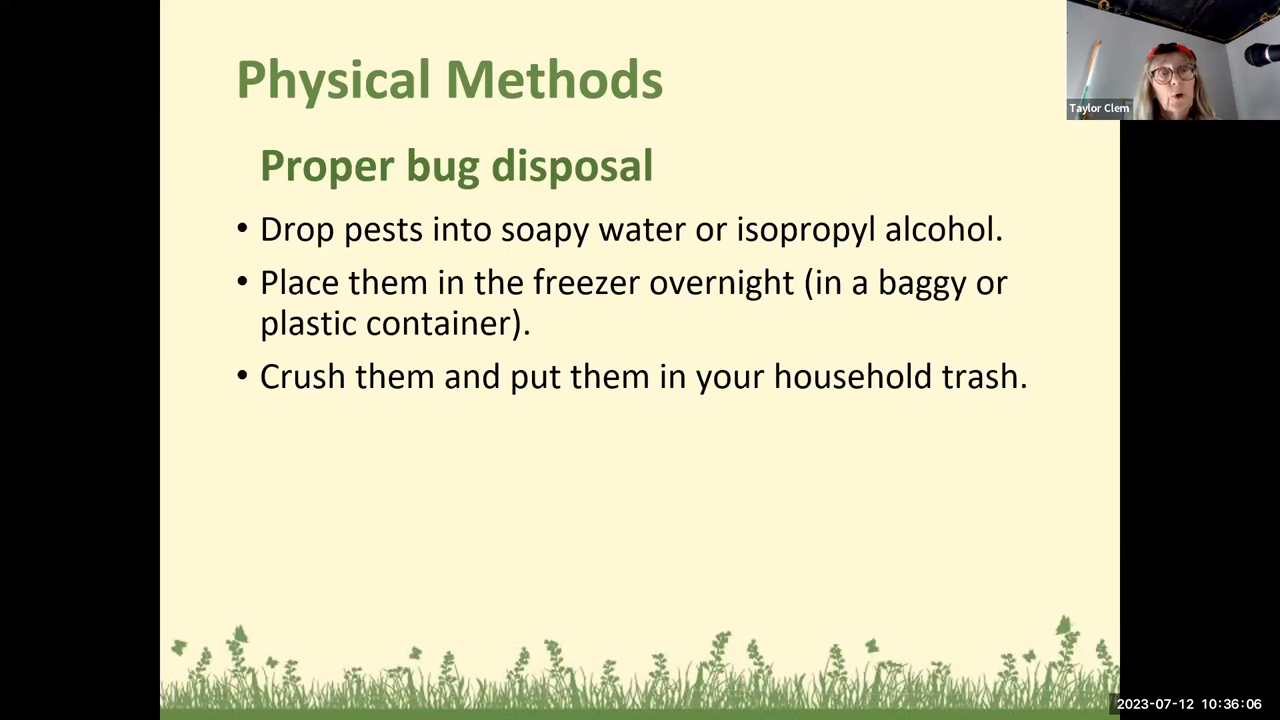 Physical Methods
Taylor Clem
Proper bug disposal
• Drop pests into soapy water or isopropyl alcohol.
• Place them in the freezer overnight (in a baggy or
plastic container).
• Crush them and put them in your household trash.
2023-07-12 10:36:06